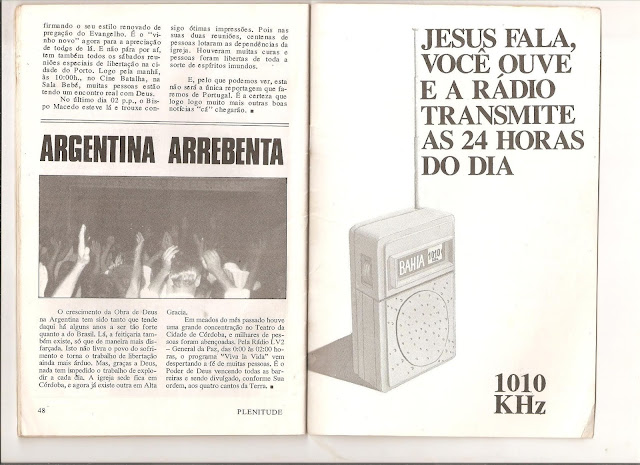 firmando o seu estilo renovado de
pregação do Evangelho. É o "vi-
nho novo" agora para a apreciação
de todqs de lá. E não pára por aí,
tem também todos os sábados reu-
niões especiais de libertação na ci-
dade do Porto. Logo pela manhã,
às 10:00h., no Cine Batalha, na
Sala Bebé, muitas pessoas estão
tendo um encontro real com Deus.
No último dia 02 p.p., o Bis-
po Macedo esteve lá e trouxe con-
sigo ótimas impressões. Pois nas
suas duas reuniões, centenas de
pessoas lotaram as dependências da
igreja. Houveram muitas curas e
pessoas foram libertas de toda a
sorte de espíritos imundos.
E, pelo que podemos ver, esta
não será a única reportagem que fa-
remos de Portugal. É a certeza que
logo logo muito mais outras boas
notícias "cá" chegarão.
ARGENTINA ARREBENTA
O crescimento da Obra de Deus
na Argentina tem sido tanto que tende
daqui há alguns anos a ser tão forte
quanto a do Brasil. Lá, a feitiçaria tam-
bém existe, só que de maneira mais dis-
farçada. Isto não livra o povo do sofri-
mento e torna o trabalho de libertação
ainda mais árduo. Mas, graças a Deus,
nada tem impedido o trabalho de explo-
dir a cada dia. A igreja sede fica em
Córdoba, e agora já existe outra em Alta
Gracia.
Em meados do mês passado houve
uma grande concentração no Teatro da
Cidade de Córdoba, e milhares de pes-
soas foram abençoadas. Pela Rádio LV2
– General da Paz, das 0:00 às 02:00 ho-
ras, o programa "Viva la Vida" vem
despertando a fé de muitas pessoas. É o
Poder de Deus vencendo todas as bar-
reiras e sendo divulgado, conforme Sua
ordem, aos quatro cantos da Terra.
48
PLENITUDE
JESUS FALA,
VOCÊ OUVE
E A RÁDIO
TRANSMITE
AS 24 HORAS
DO DIA
BAHIA 1010
1010
KHz